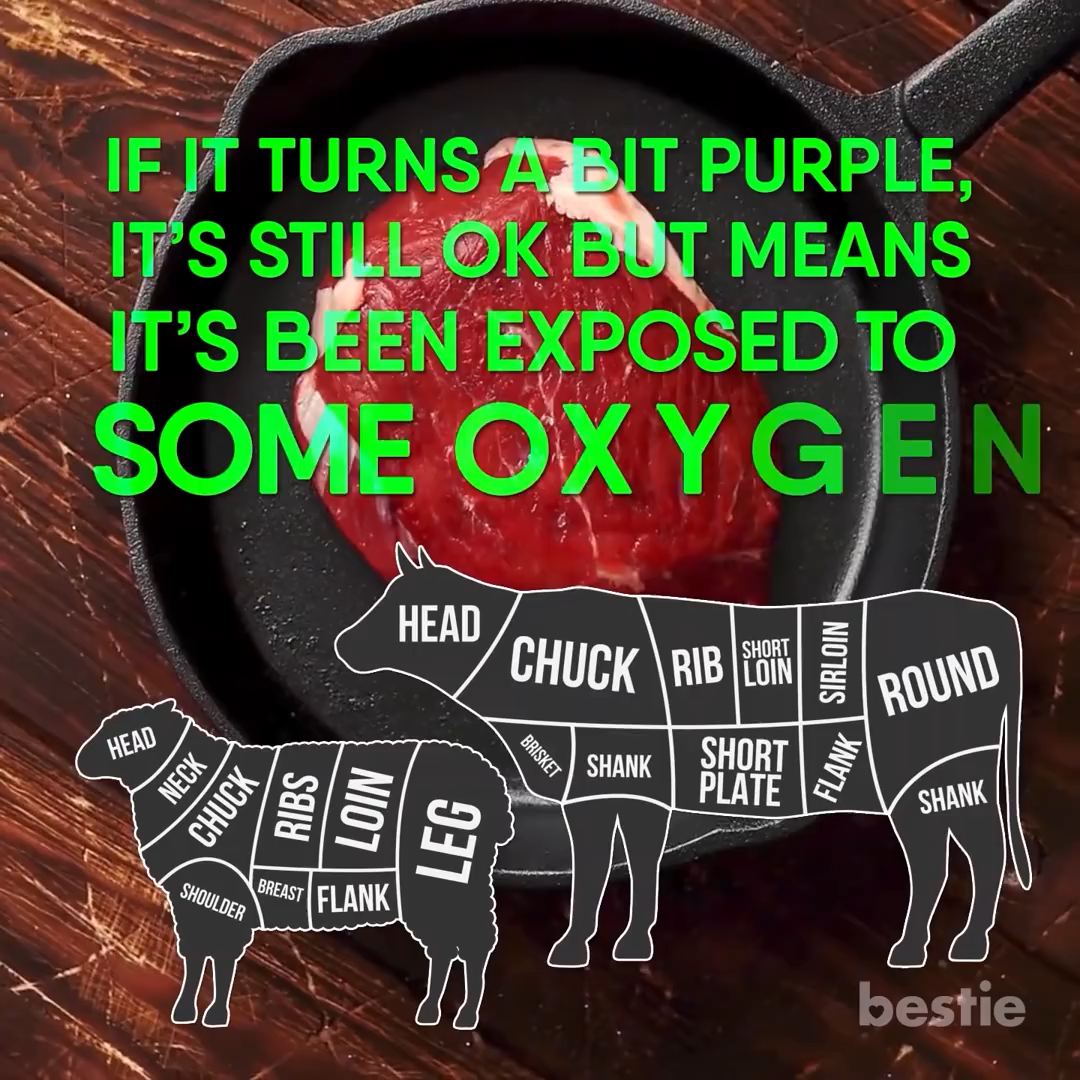 IF IT TURNS A BIT PURPLE,
IT'S STILL OK BUT MEANS
IT'S BEEN EXPOSED TO
SOME OXYGEN
HEAD
CHUCK
RIB
SHORT
LOIN
SIRLOIN
ROUND
BRISKET
SHANK
SHORT
PLATE
FLANK
SHANK
HEAD
NECK
CHUCK
RIBS
LOIN
LEG
SHOULDER
BREAST
FLANK
bestie